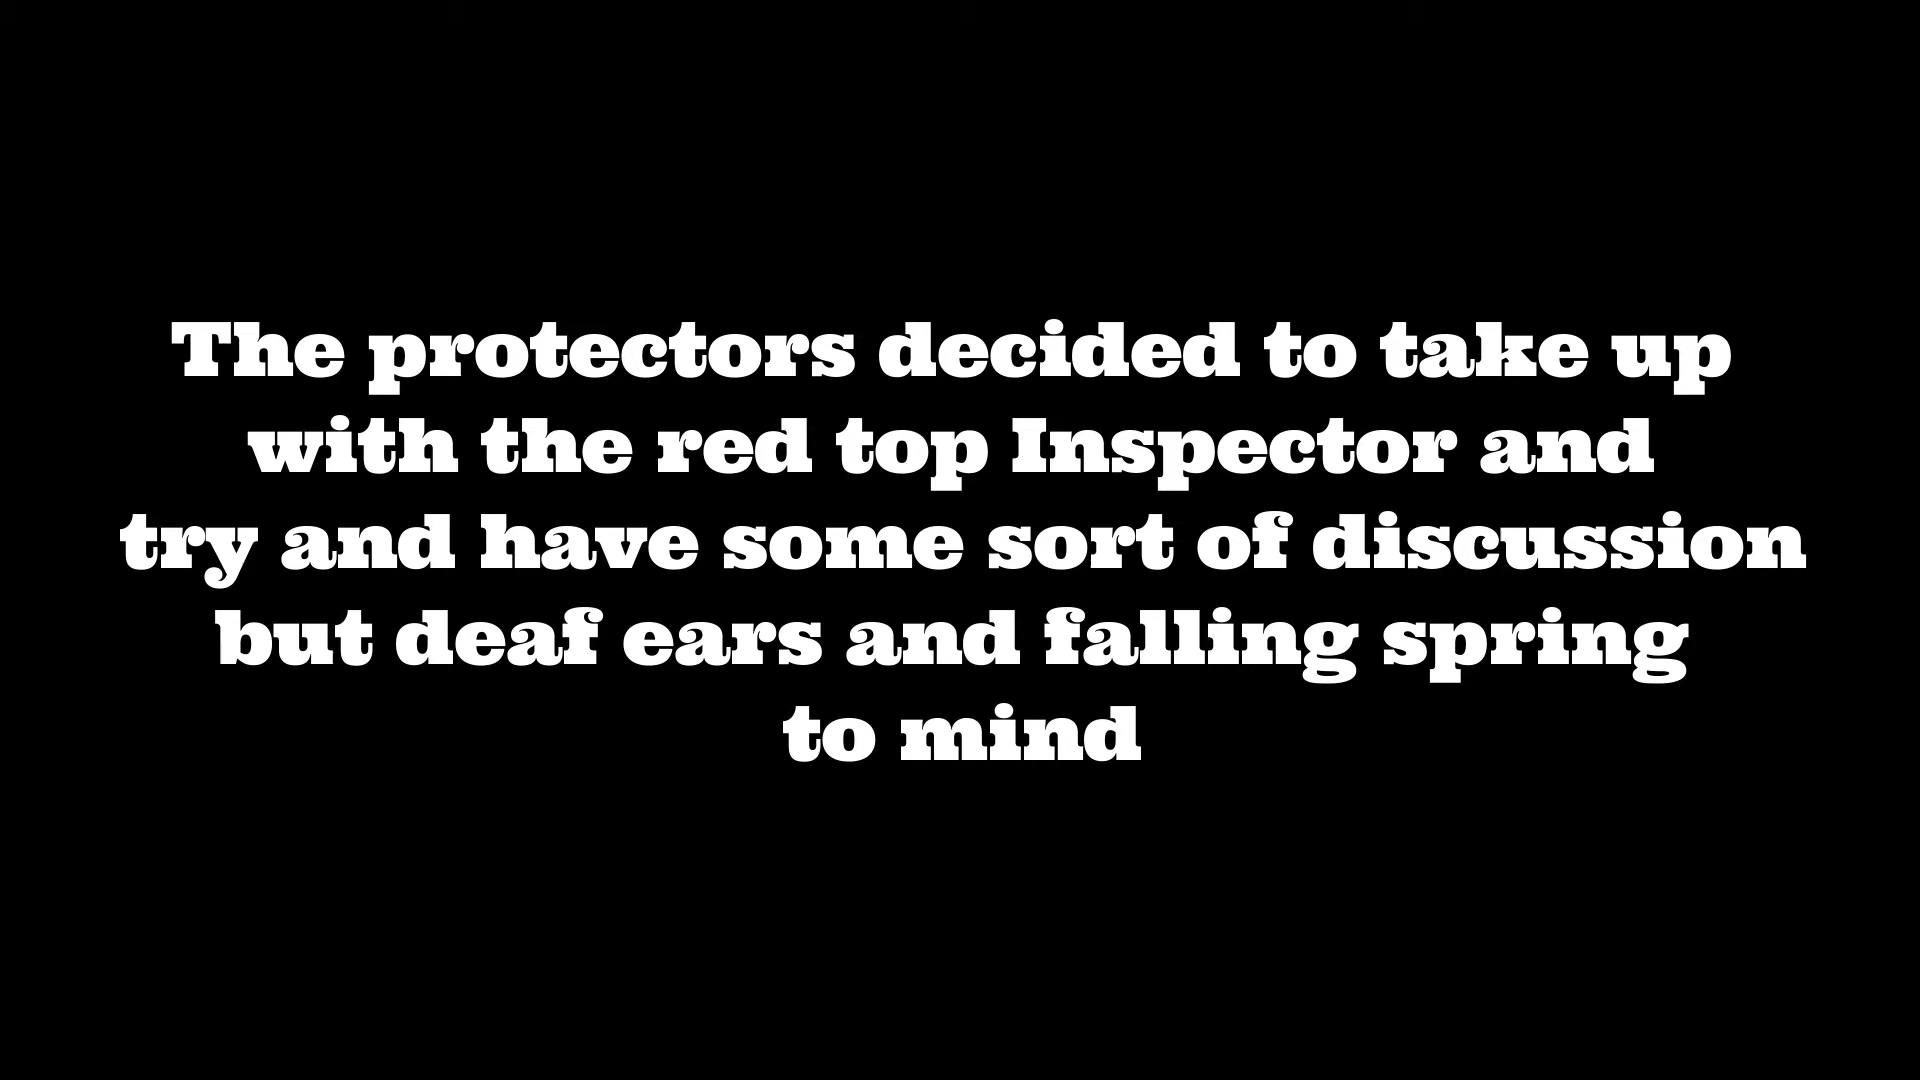 The protectors decided to take up
with the red top Inspector and
try and have some sort of discussion
but deaf ears and falling spring
to mind